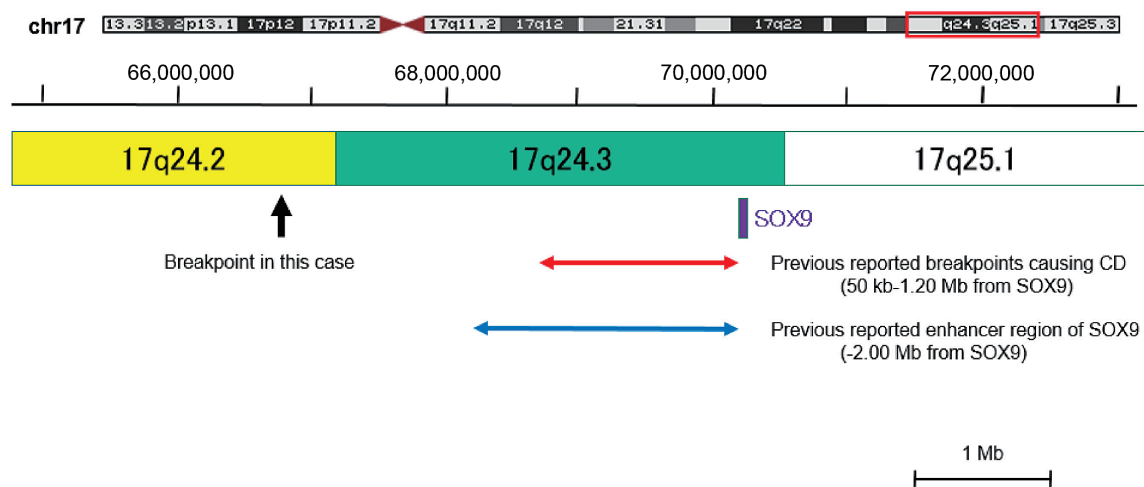 chr17 13.3 13.2 p13.1 17p12 17p11.2 17q11.2 17q12 21.31 17q22 q24.3 q25.1 17q25.3
66,000,000 68,000,000 70,000,000 72,000,000
17q24.2 17q24.3 17q25.1
SOX9
Breakpoint in this case
Previous reported breakpoints causing CD
(50 kb-1.20 Mb from SOX9)
Previous reported enhancer region of SOX9
(-2.00 Mb from SOX9)
1 Mb